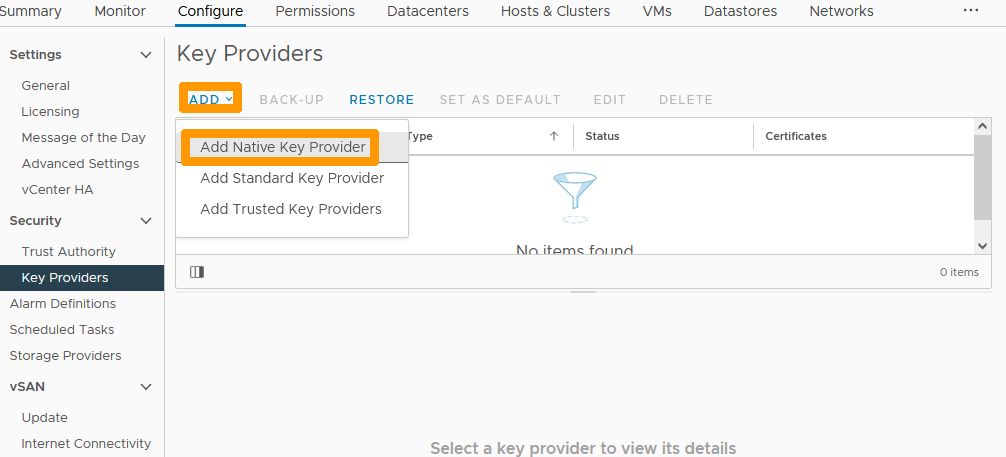 Summary Monitor Configure Permissions Datacenters Hosts & Clusters VMs Datastores Networks ...
Settings
General
Licensing
Message of the Day
Advanced Settings
vCenter HA
Security
Trust Authority
Key Providers
Alarm Definitions
Scheduled Tasks
Storage Providers
vSAN
Update
Internet Connectivity
Key Providers
ADD BACK-UP RESTORE SET AS DEFAULT EDIT DELETE
Type Status Certificates
Add Native Key Provider
Add Standard Key Provider
Add Trusted Key Providers
No items found
0 items
Select a key provider to view its details